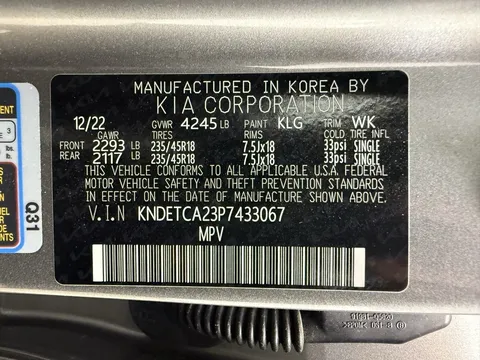 MANUFACTURED IN KOREA BY
KIA CORPORATION
12/22 GVWR 4245 LB PAINT KLG TRIM WK
GAWR TIRES RIMS COLD TIRE INFL
FRONT 2293 LB 235/45R18 7.5Jx18 33psi SINGLE
REAR 2117 LB 235/45R18 7.5Jx18 33psi SINGLE
THIS VEHICLE CONFORMS TO ALL APPLICABLE U.S.A. FEDERAL
MOTOR VEHICLE SAFETY AND THEFT PREVENTION STANDARDS
IN EFFECT ON THE DATE OF MANUFACTURE SHOWN ABOVE.
V.I.N KNDETCA23P7433067
MPV
Q31
3